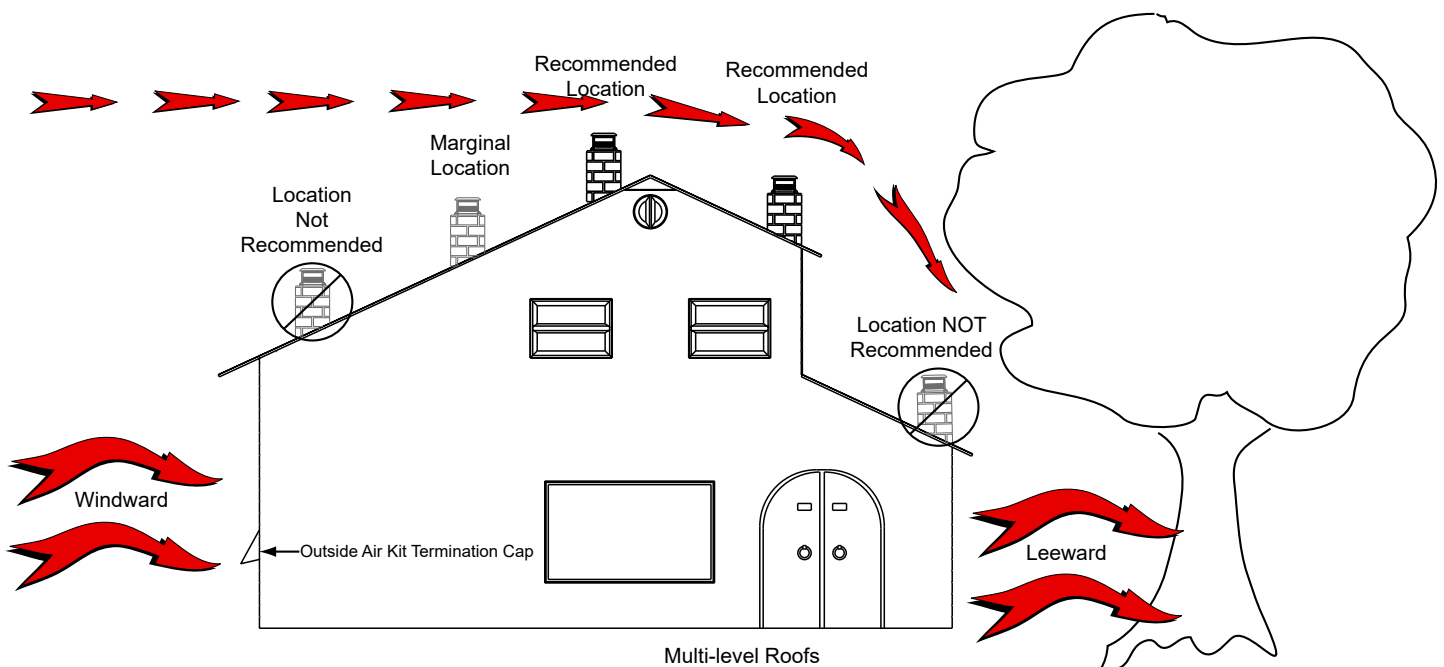 Recommended
Location
Recommended
Location
Marginal
Location
Location
Not
Recommended
Location NOT
Recommended
Windward
Outside Air Kit Termination Cap
Leeward
Multi-level Roofs